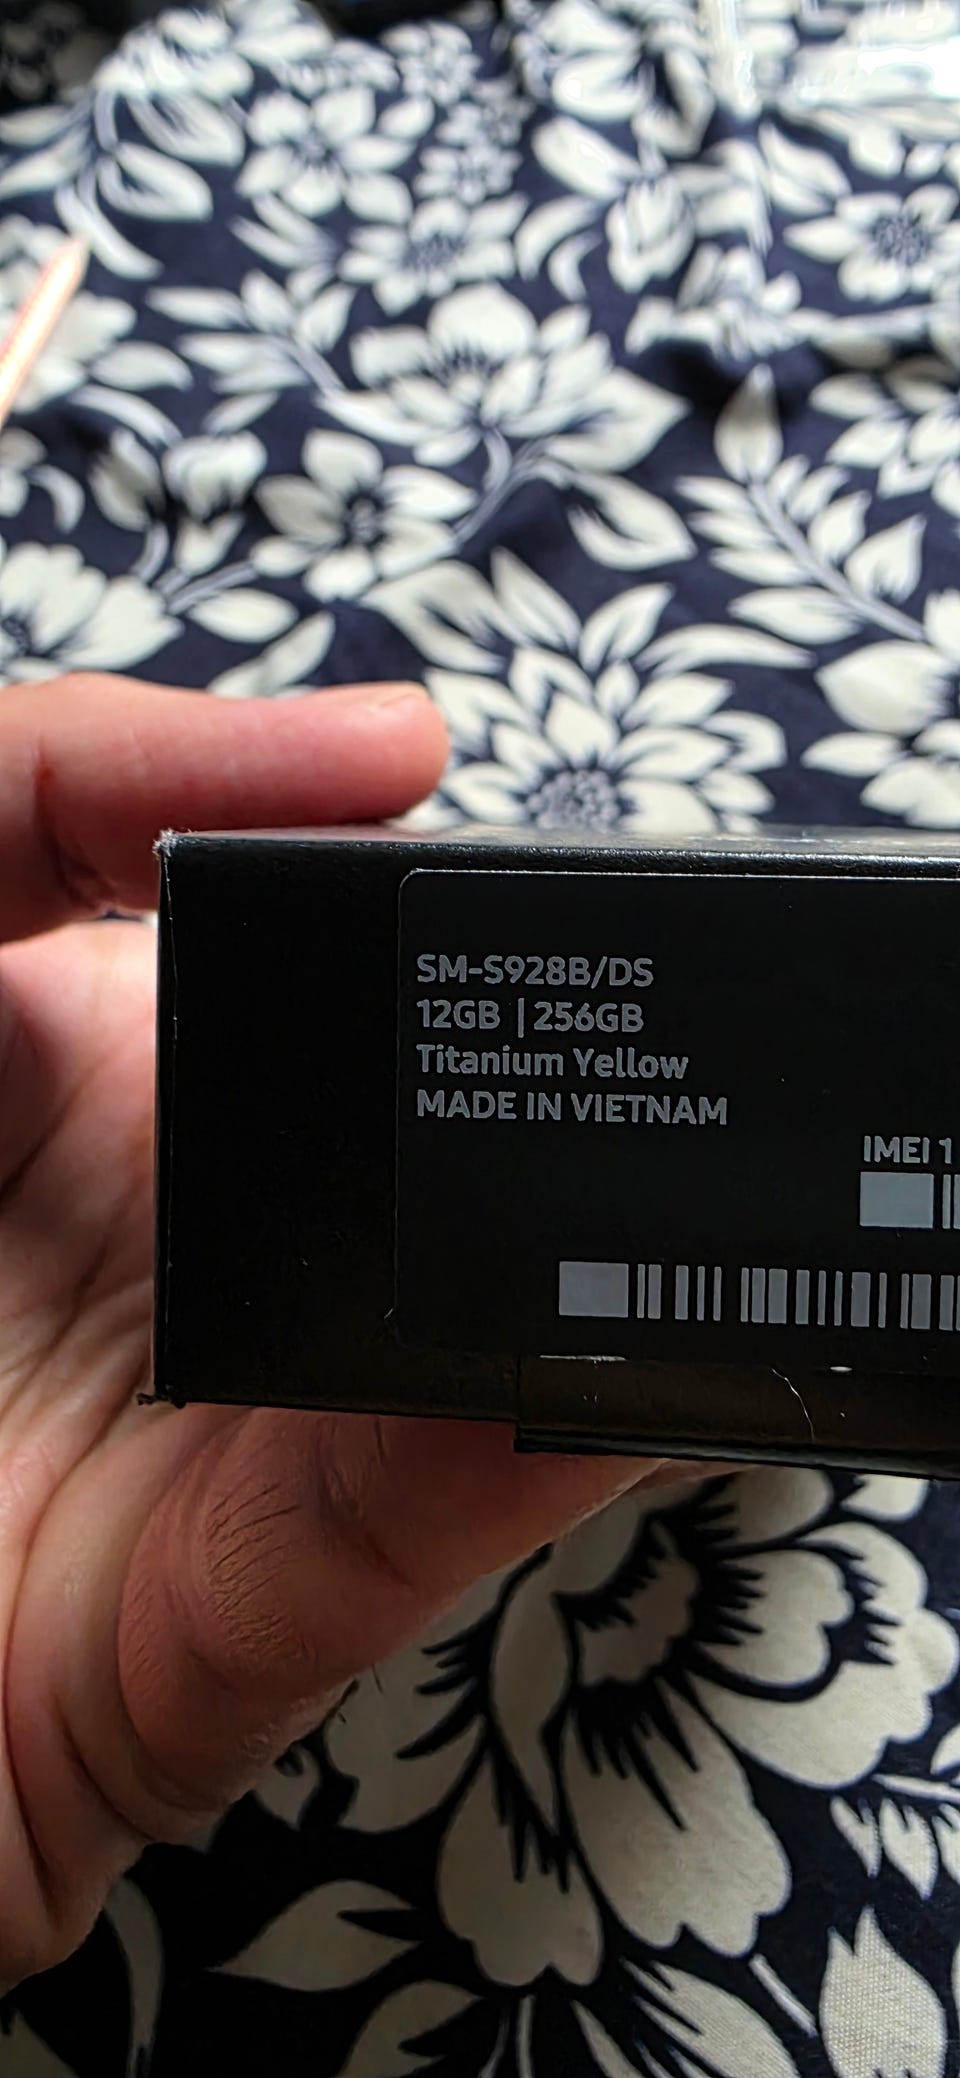 SM-S928B/DS
12GB | 256GB
Titanium Yellow
MADE IN VIETNAM
IMEI 1